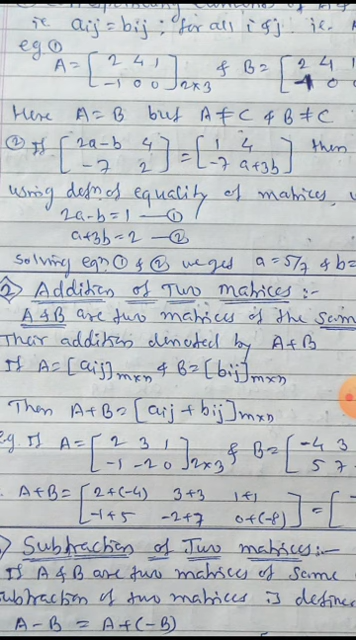 ie. aij = bij ; for all i & j. ie.
eg ①
A = [ 2 4 1
-1 0 0 ]2×3 & B = [ 2 4 1
-1 0
Here A = B but A ≠ C & B ≠ C
② If [ 2a-b 4
-7 2 ] = [ 1 4
-7 a+3b ] then
using defn of equality of matrices,
2a-b = 1 — ①
a+3b = 2 — ②
Solving eqn ① & ② we get a = 5/7 & b =
2) Addition of Two matrices :-
A & B are two matrices of the same
Their addition denoted by A+B
If A = [aij]m×n & B = [bij]m×n
Then A+B = [aij + bij]m×n
e.g. If A = [ 2 3 1
-1 -2 0 ]2×3 & B = [ -4 3
5 7
A+B = [ 2+(-4) 3+3 1+1
-1+5 -2+7 0+(-8) ] = [ -
) Subtraction of Two matrices :-
If A & B are two matrices of same
ubtraction of two matrices is define
A - B = A + (-B)